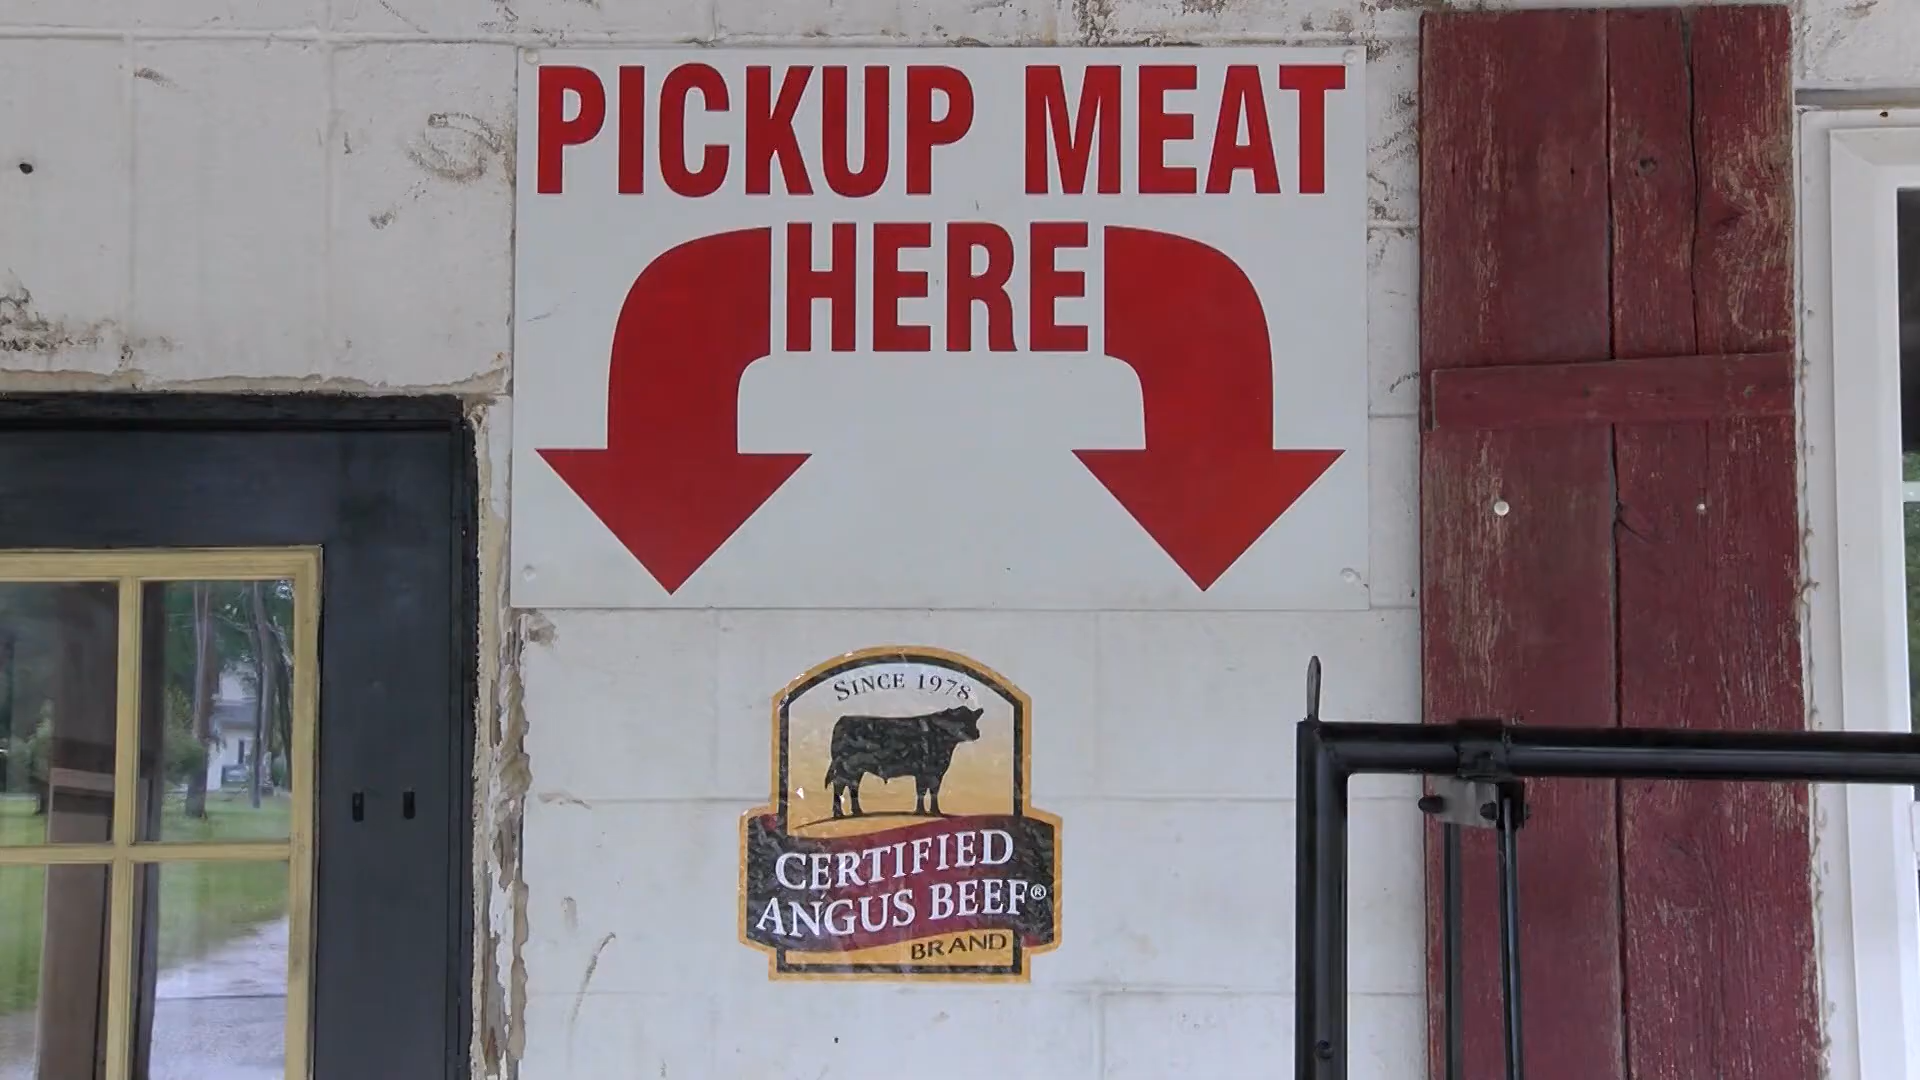 PICKUP MEAT
HERE
SINCE 1978
CERTIFIED
ANGUS BEEF®
BRAND